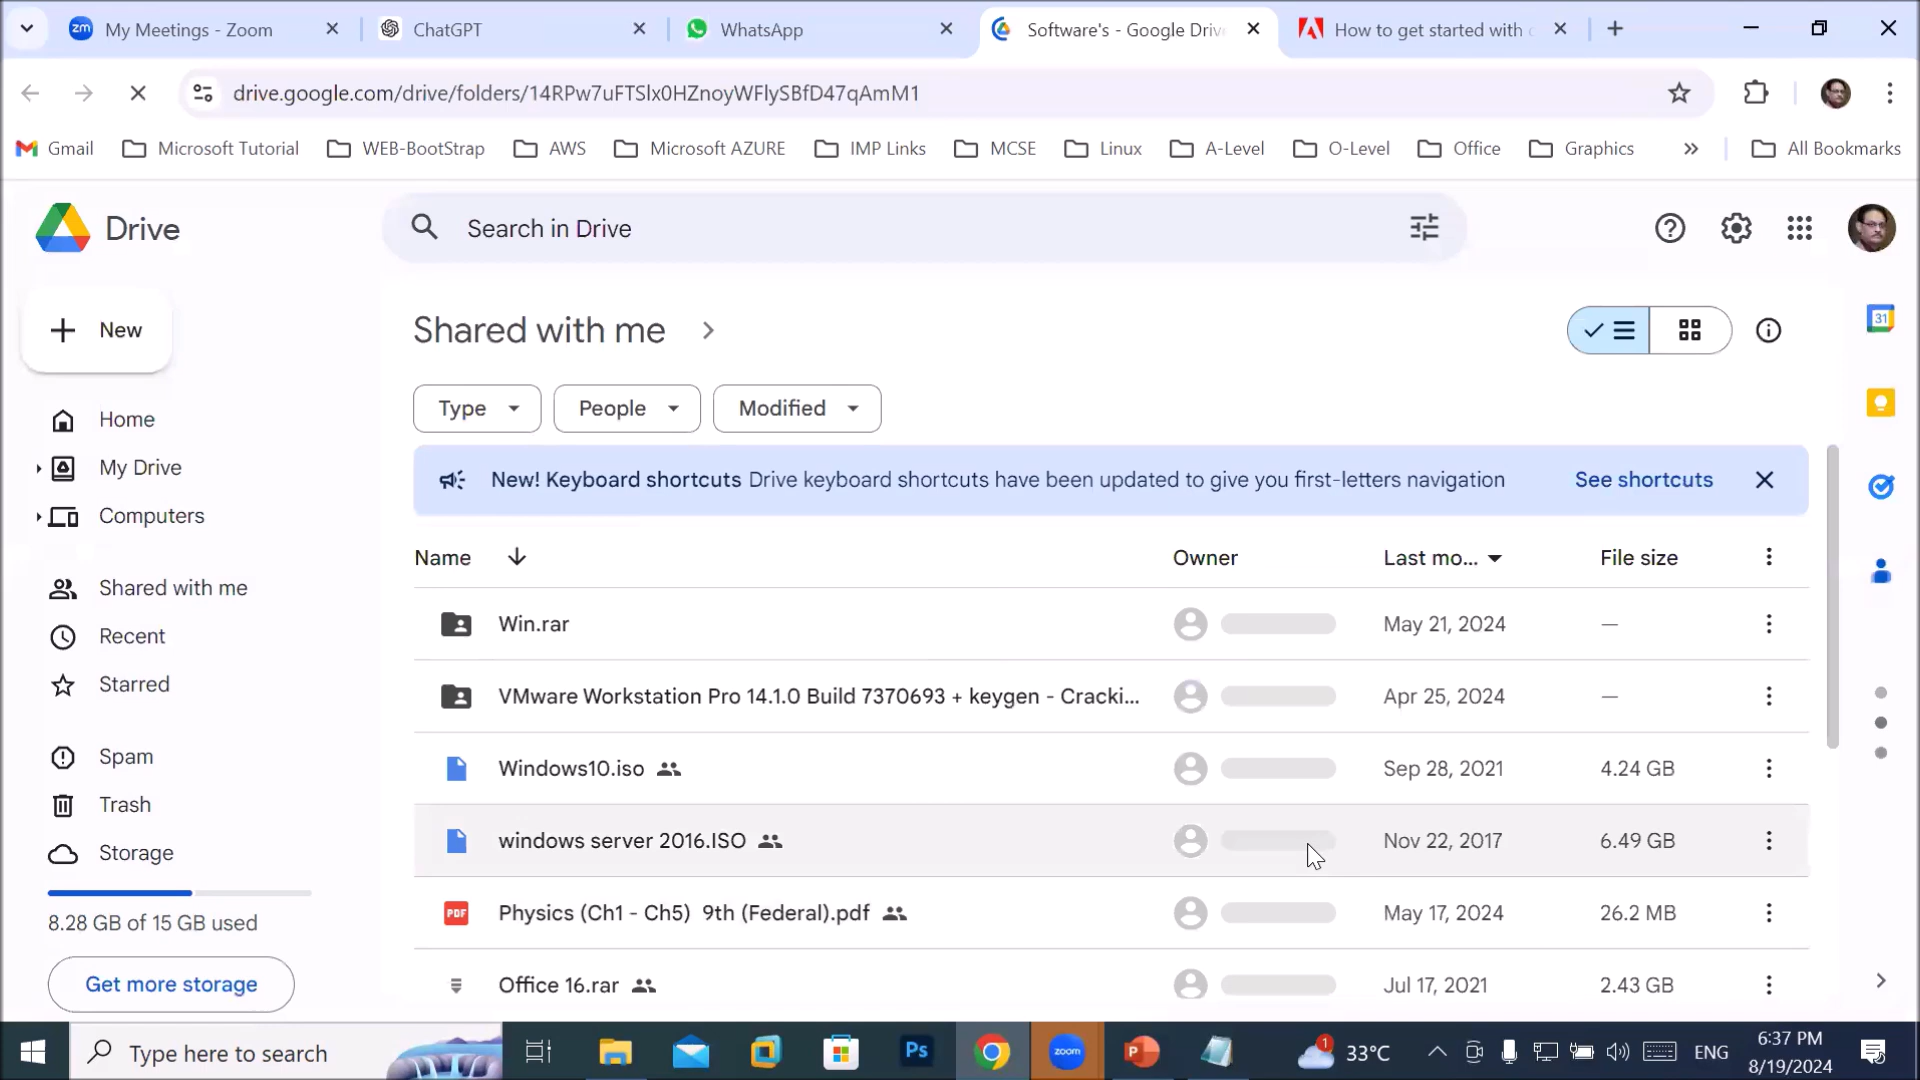 zm My Meetings - Zoom
ChatGPT
WhatsApp
Software's - Google Drive
How to get started with
drive.google.com/drive/folders/14RPw7uFTSlx0HZnoyWFlySBfD47qAmM1
Gmail
Microsoft Tutorial
WEB-BootStrap
AWS
Microsoft AZURE
IMP Links
MCSE
Linux
A-Level
O-Level
Office
Graphics
All Bookmarks
Drive
Search in Drive
New
Shared with me
31
Type
People
Modified
Home
My Drive
Computers
Shared with me
Recent
Starred
Spam
Trash
Storage
8.28 GB of 15 GB used
Get more storage
New! Keyboard shortcuts Drive keyboard shortcuts have been updated to give you first-letters navigation
See shortcuts
Name Owner Last mo... File size
Win.rar May 21, 2024 —
VMware Workstation Pro 14.1.0 Build 7370693 + keygen - Cracki... Apr 25, 2024 —
Windows10.iso Sep 28, 2021 4.24 GB
windows server 2016.ISO Nov 22, 2017 6.49 GB
PDF Physics (Ch1 - Ch5) 9th (Federal).pdf May 17, 2024 26.2 MB
Office 16.rar Jul 17, 2021 2.43 GB
Type here to search
Ps
zoom
P
1
33°C
ENG
6:37 PM
8/19/2024